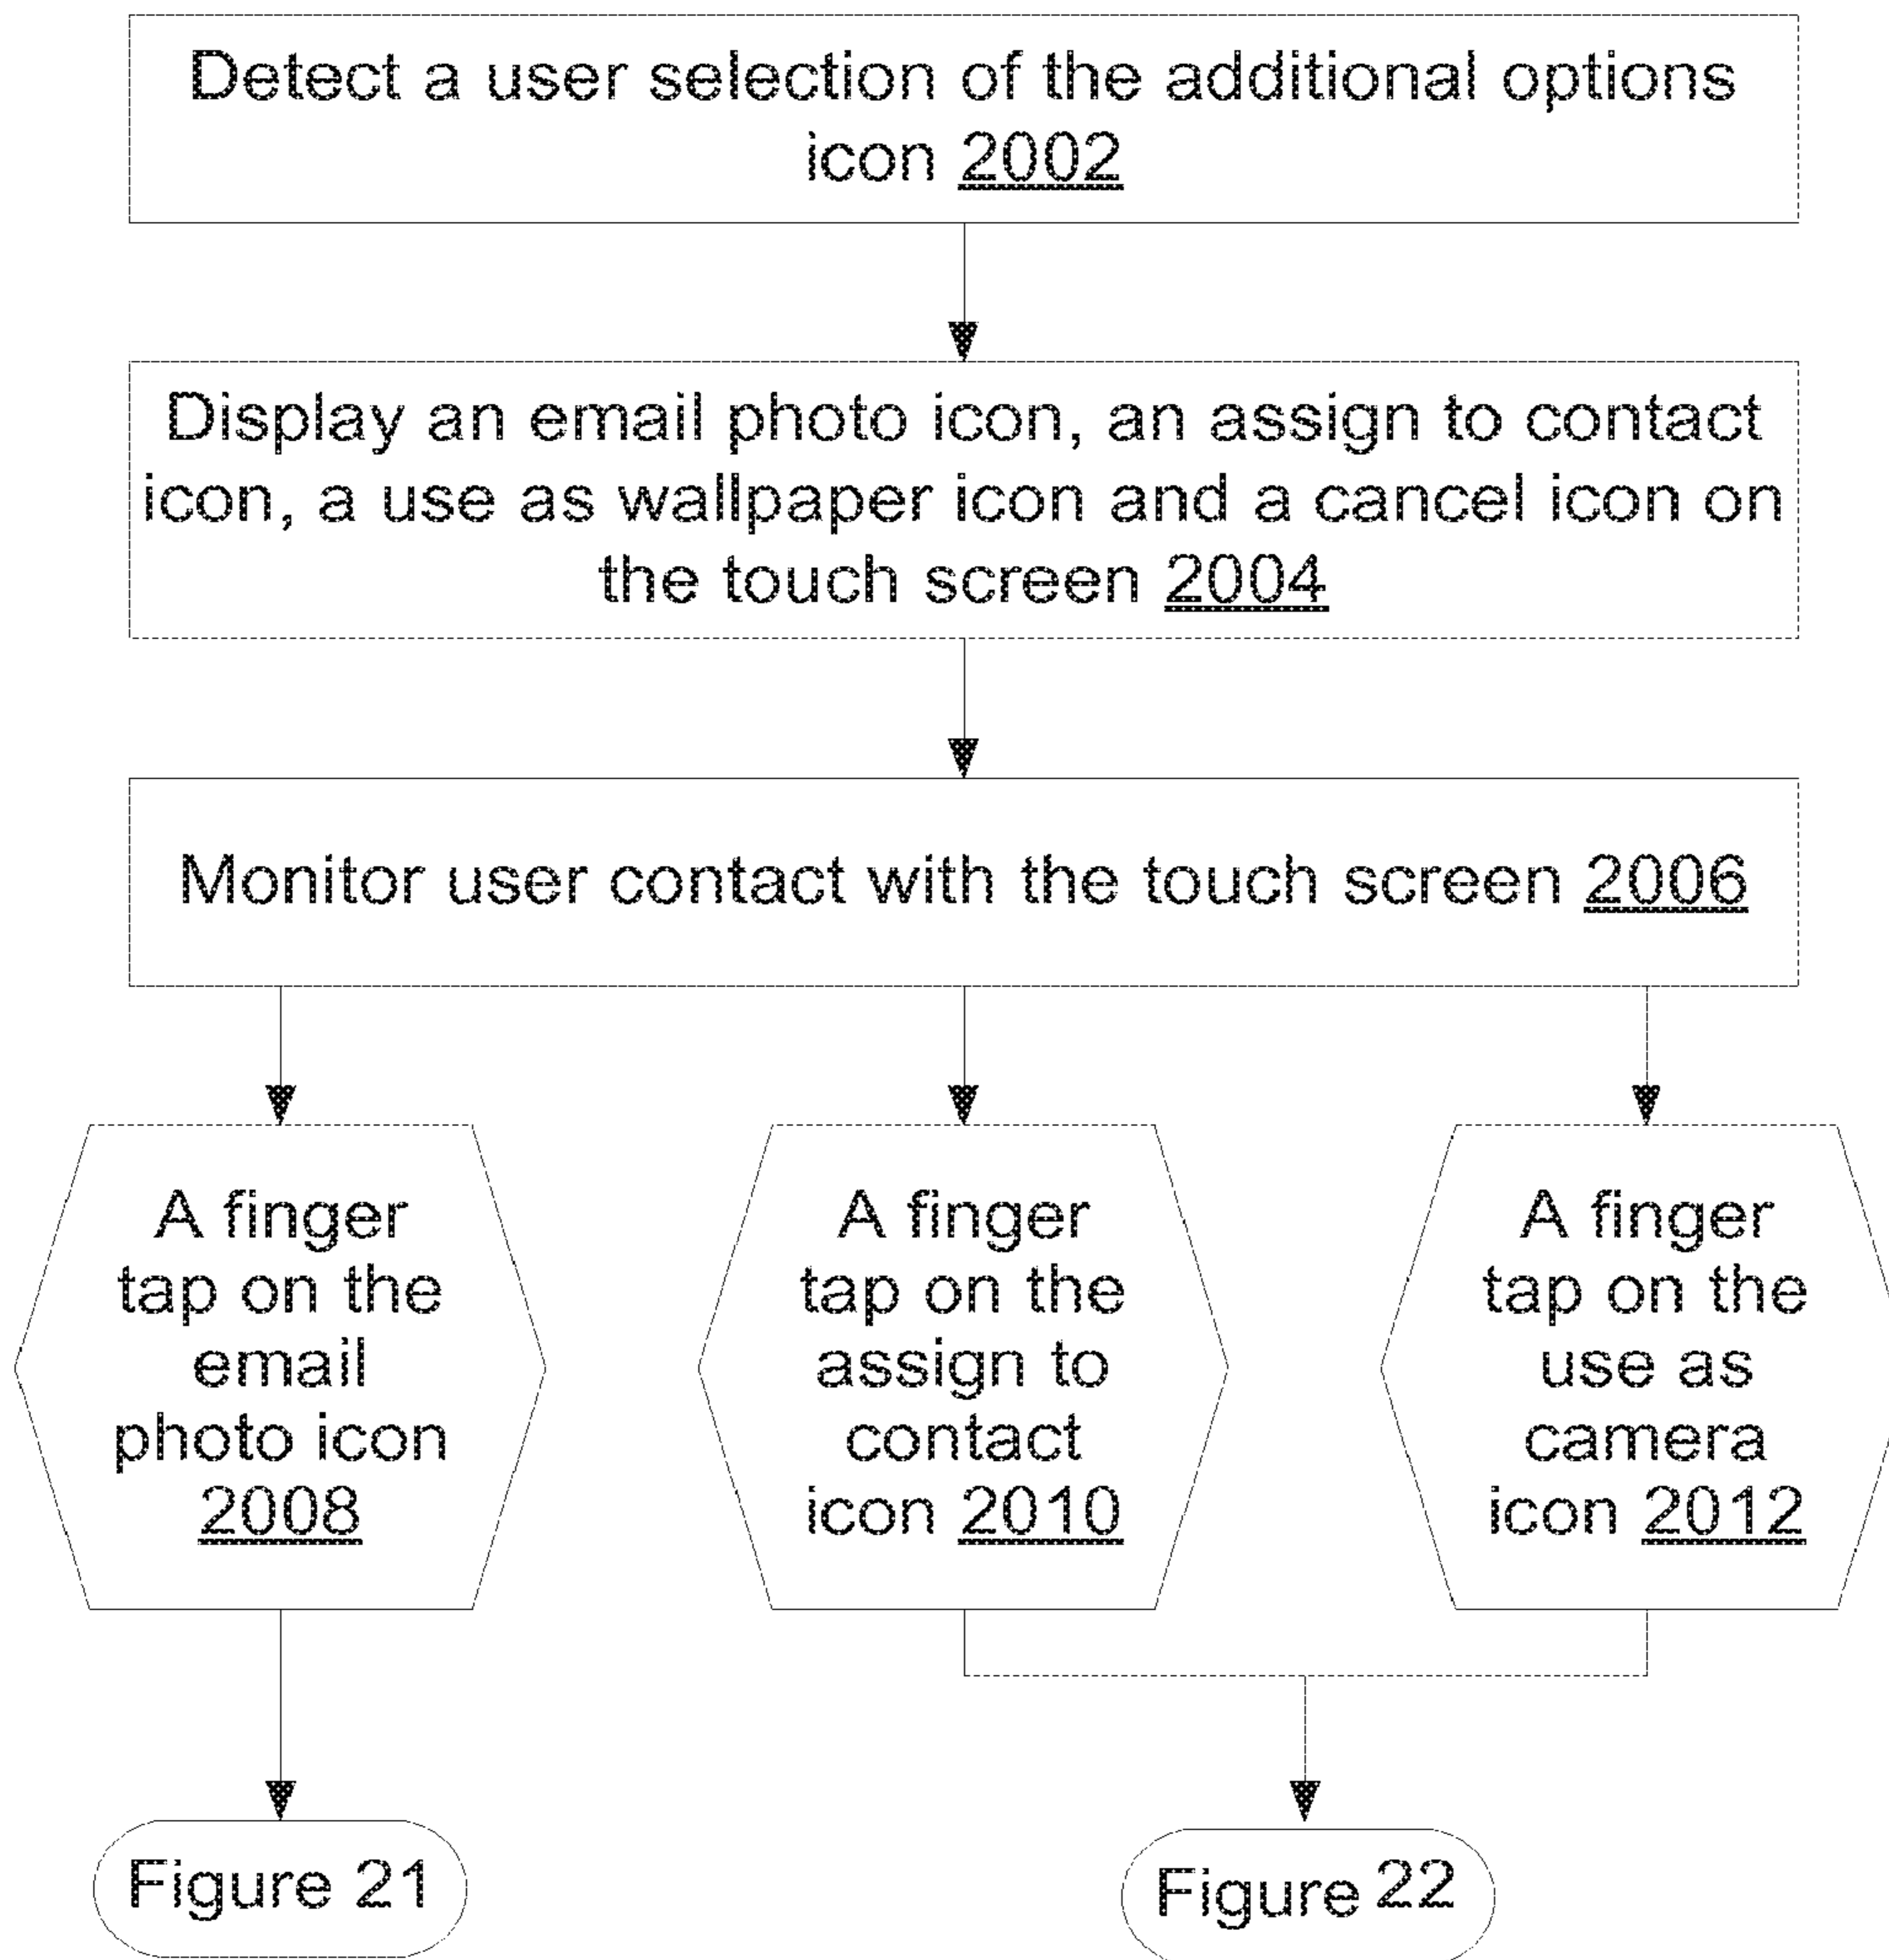 Detect a user selection of the additional options
icon 2002
Display an email photo icon, an assign to contact
icon, a use as wallpaper icon and a cancel icon on
the touch screen 2004
Monitor user contact with the touch screen 2006
A finger
tap on the
email
photo icon
2008
A finger
tap on the
assign to
contact
icon 2010
A finger
tap on the
use as
camera
icon 2012
Figure 21
Figure 22